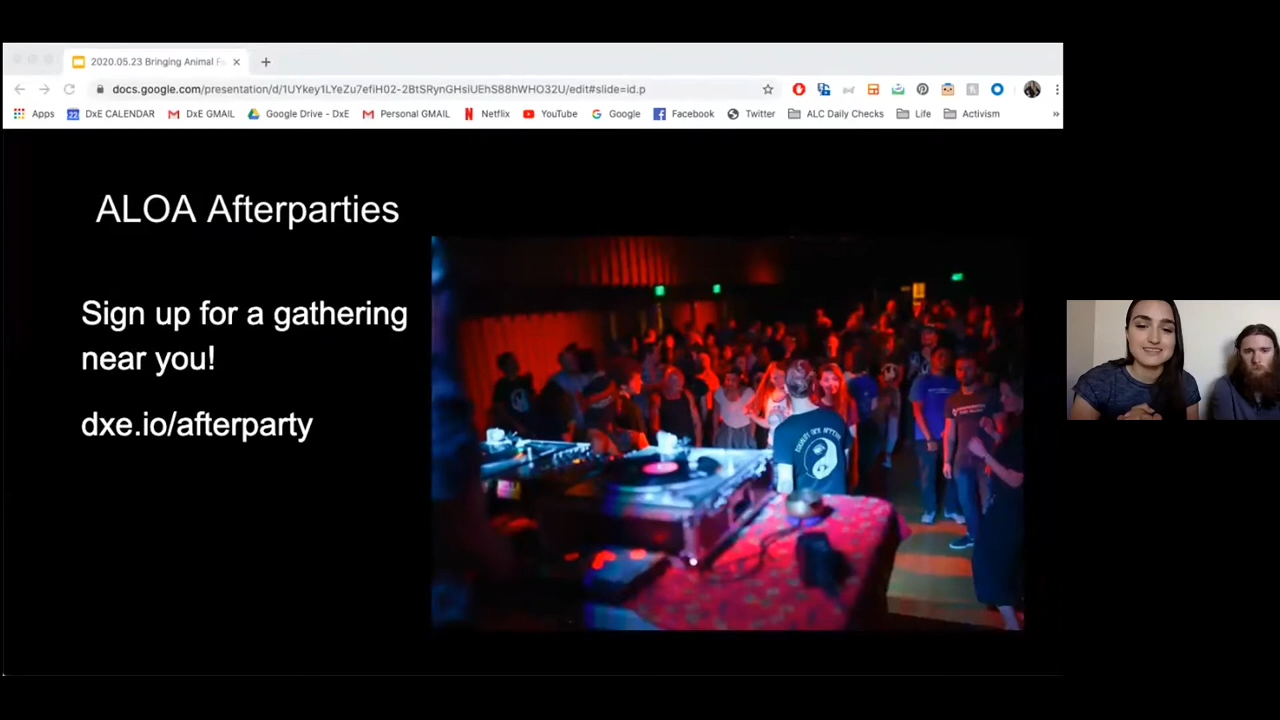 2020.05.23 Bringing Animal F
docs.google.com/presentation/d/1UYkey1LYeZu7efiH02-2BtSRynGHsiUEhS88hWHO32U/edit#slide=id.p
Apps DxE CALENDAR DxE GMAIL Google Drive - DxE Personal GMAIL Netflix YouTube Google Facebook Twitter ALC Daily Checks Life Activism »
ALOA Afterparties
Sign up for a gathering
near you!
dxe.io/afterparty